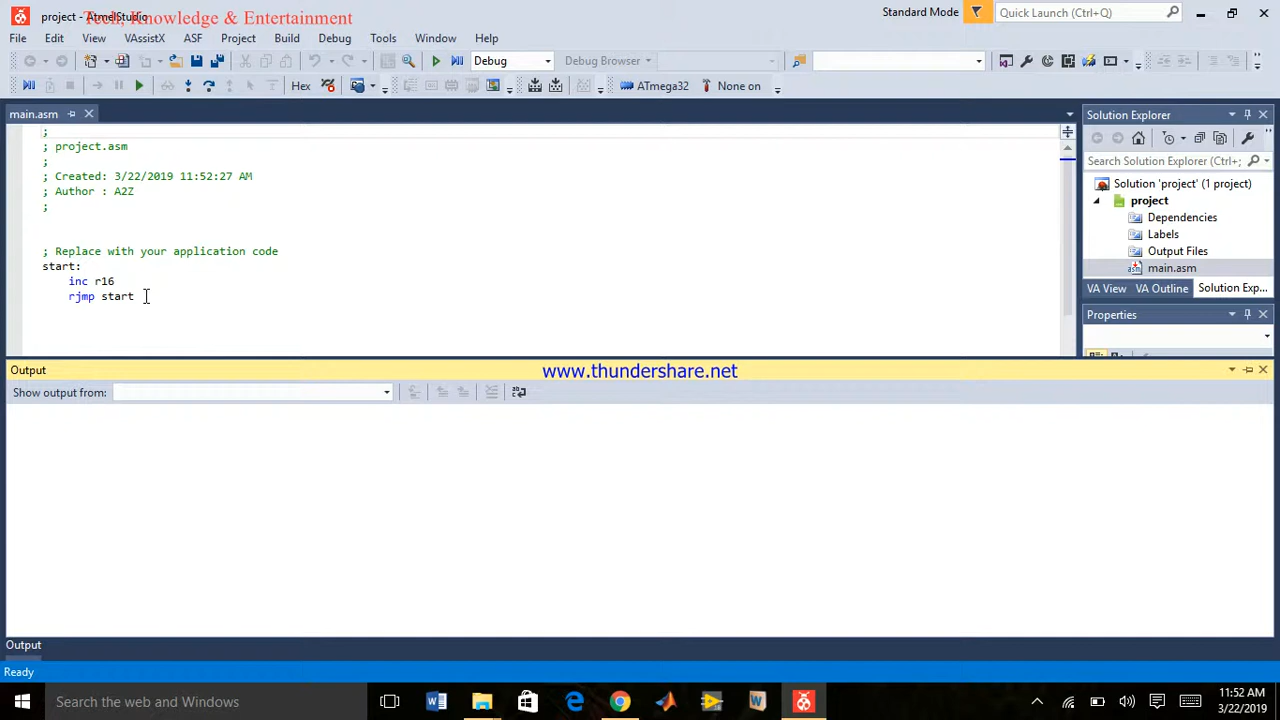 project - AtmelStudio
Tech, Knowledge & Entertainment
Standard Mode
Quick Launch (Ctrl+Q)
File Edit View VAssistX ASF Project Build Debug Tools Window Help
Debug
Debug Browser
Hex
ATmega32
None on
main.asm
;
; project.asm
;
; Created: 3/22/2019 11:52:27 AM
; Author : A2Z
;
; Replace with your application code
start:
inc r16
rjmp start
Solution Explorer
Search Solution Explorer (Ctrl+;
Solution 'project' (1 project)
project
Dependencies
Labels
Output Files
main.asm
VA View VA Outline Solution Exp...
Properties
Output
www.thundershare.net
Show output from:
Output
Ready
Search the web and Windows
11:52 AM
3/22/2019